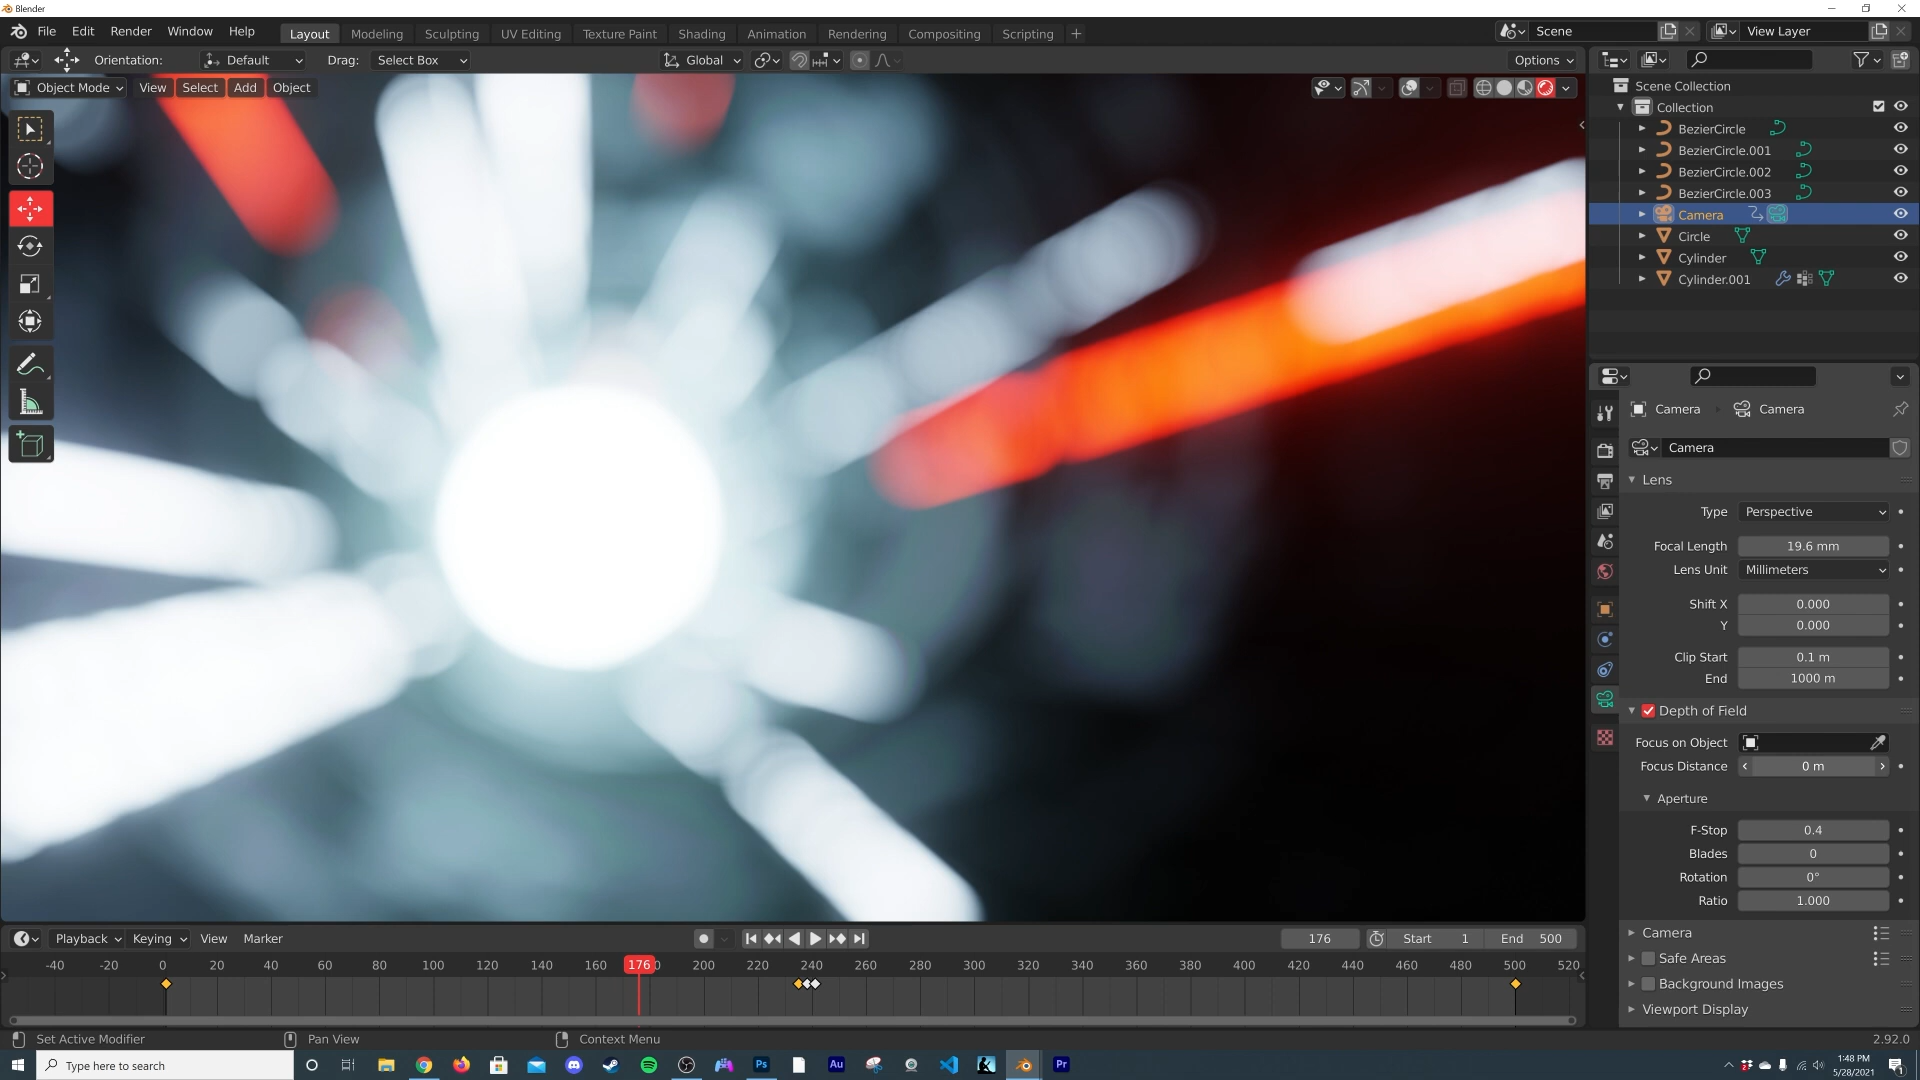 Blender
File Edit Render Window Help Layout Modeling Sculpting UV Editing Texture Paint Shading Animation Rendering Compositing Scripting + Scene View Layer
Orientation: Default Drag: Select Box Global Options
Object Mode View Select Add Object
Scene Collection
Collection
BezierCircle
BezierCircle.001
BezierCircle.002
BezierCircle.003
Camera
Circle
Cylinder
Cylinder.001
Camera Camera
Camera
Lens
Type Perspective
Focal Length 19.6 mm
Lens Unit Millimeters
Shift X 0.000
Y 0.000
Clip Start 0.1 m
End 1000 m
Depth of Field
Focus on Object
Focus Distance 0 m
Aperture
F-Stop 0.4
Blades 0
Rotation 0°
Ratio 1.000
Camera
Safe Areas
Background Images
Viewport Display
Playback Keying View Marker 176 Start 1 End 500
-40 -20 0 20 40 60 80 100 120 140 160 176 0 200 220 240 260 280 300 320 340 360 380 400 420 440 460 480 500 520
Set Active Modifier Pan View Context Menu 2.92.0
Type here to search Ps Au Pr 1:48 PM
5/28/2021